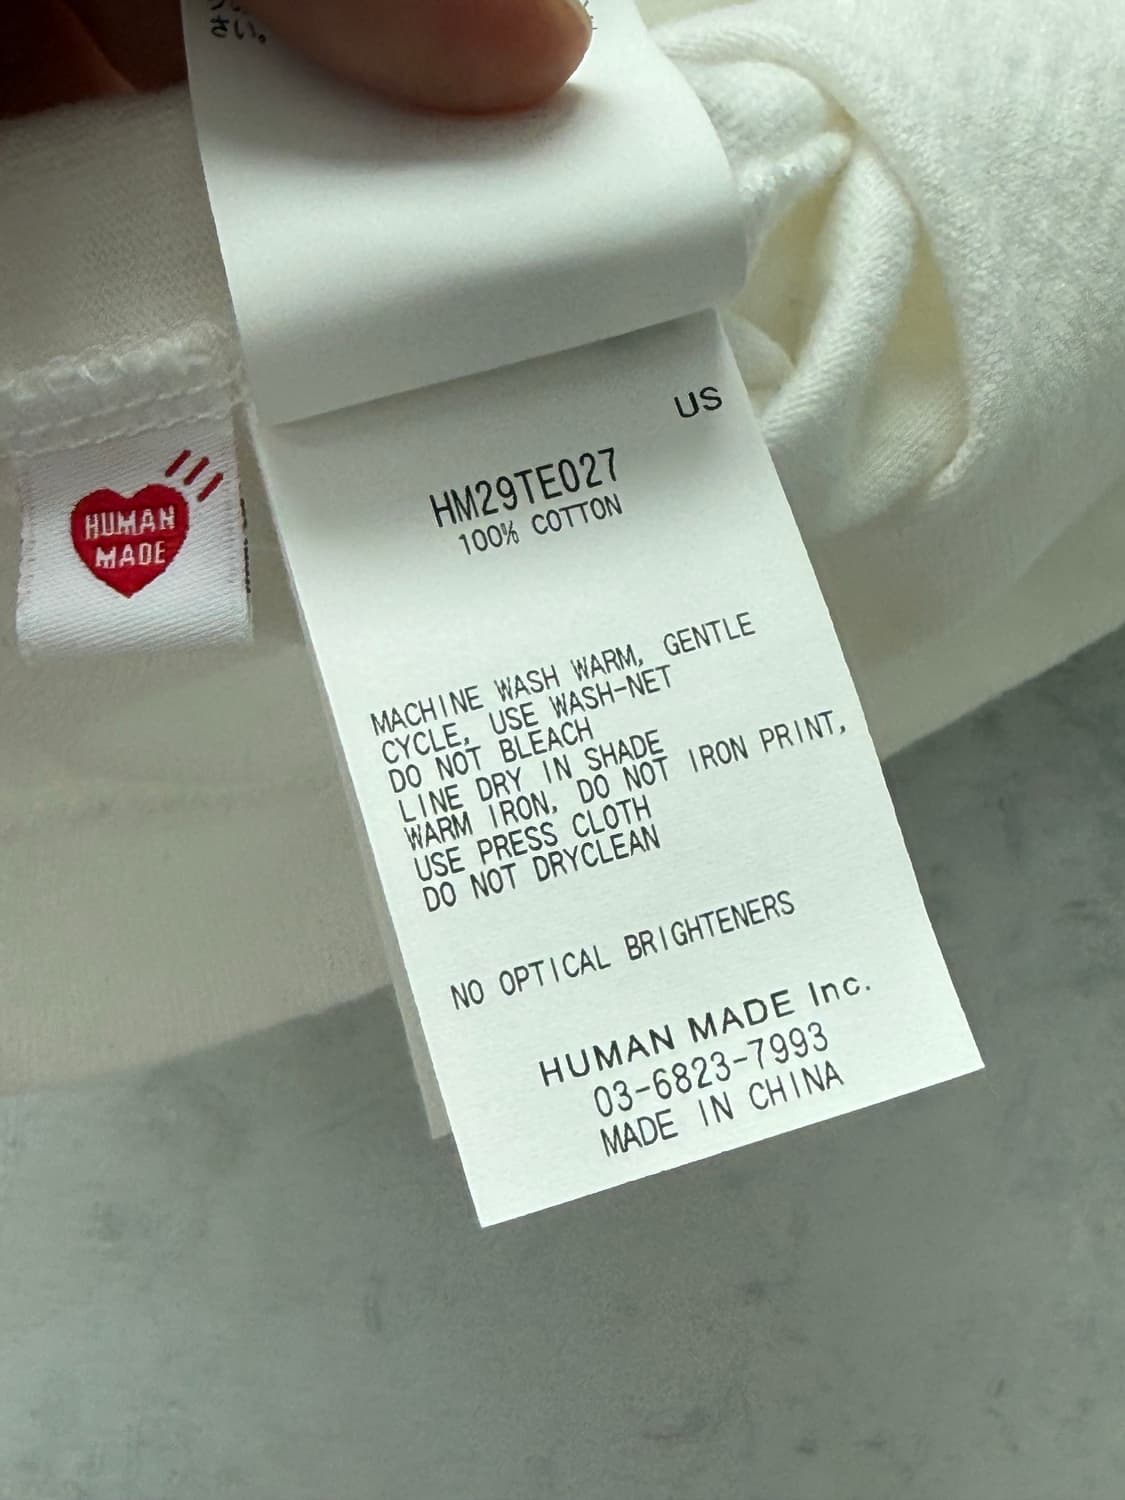 さい。
US
HM29TE027
100% COTTON
HUMAN
MADE
MACHINE WASH WARM, GENTLE
CYCLE, USE WASH-NET
DO NOT BLEACH
LINE DRY IN SHADE
WARM IRON, DO NOT IRON PRINT,
USE PRESS CLOTH
DO NOT DRYCLEAN
NO OPTICAL BRIGHTENERS
HUMAN MADE Inc.
03-6823-7993
MADE IN CHINA